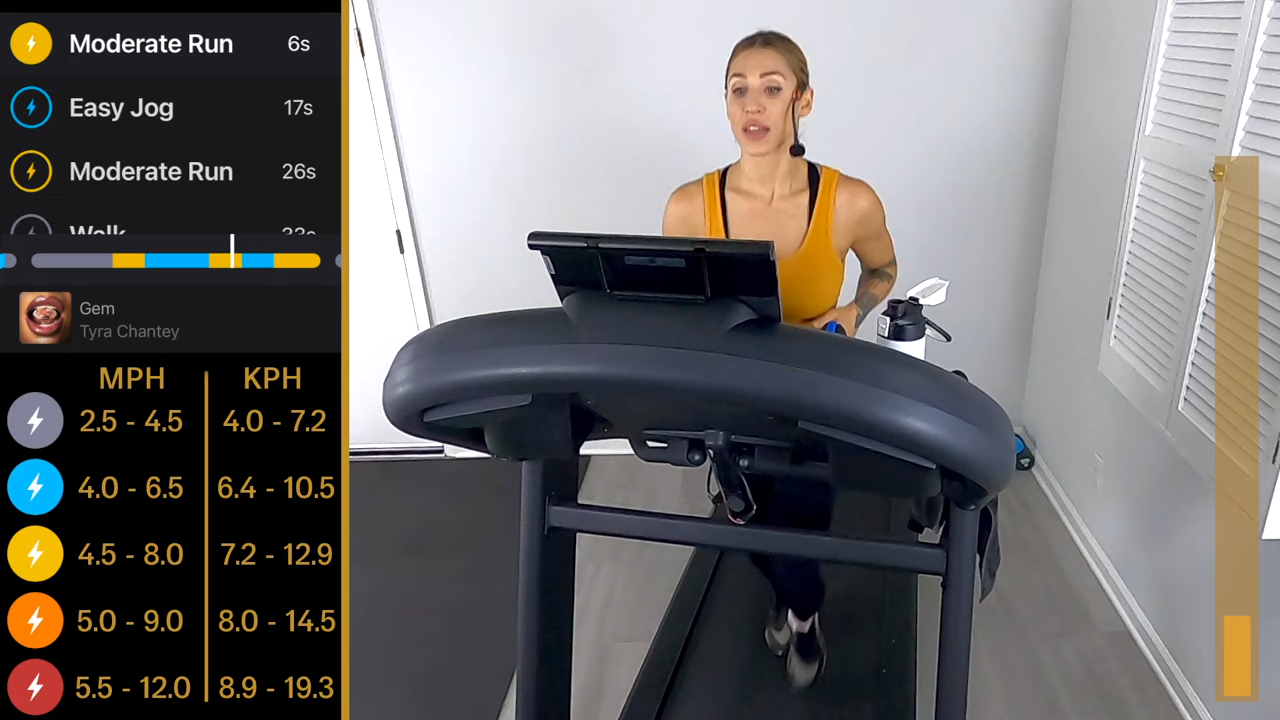 Moderate Run 6s
Easy Jog 17s
Moderate Run 26s
Walk 33s
Gem
Tyra Chantey
MPH KPH
2.5 - 4.5 4.0 - 7.2
4.0 - 6.5 6.4 - 10.5
4.5 - 8.0 7.2 - 12.9
5.0 - 9.0 8.0 - 14.5
5.5 - 12.0 8.9 - 19.3